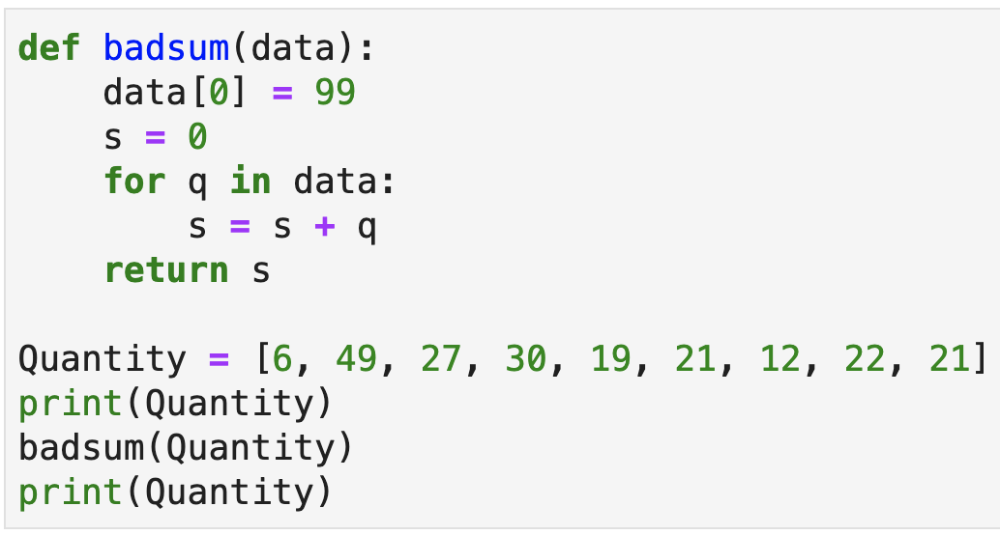 def badsum(data):
    data[0] = 99
    s = 0
    for q in data:
        s = s + q
    return s

Quantity = [6, 49, 27, 30, 19, 21, 12, 22, 21]
print(Quantity)
badsum(Quantity)
print(Quantity)